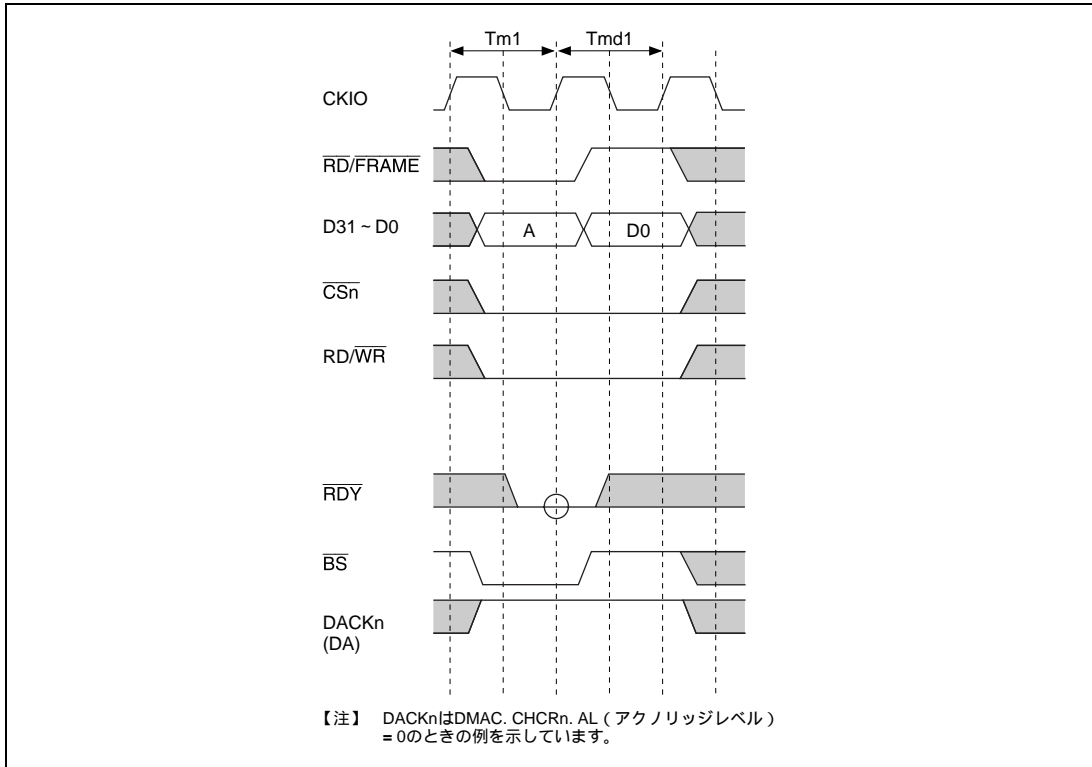 Tm1 Tmd1
CKIO
RD/FRAME
D31 ~ D0 A D0
CSn
RD/WR
RDY
BS
DACKn
(DA)
【注】 DACKnはDMAC. CHCRn. AL（アクノリッジレベル）
= 0のときの例を示しています。